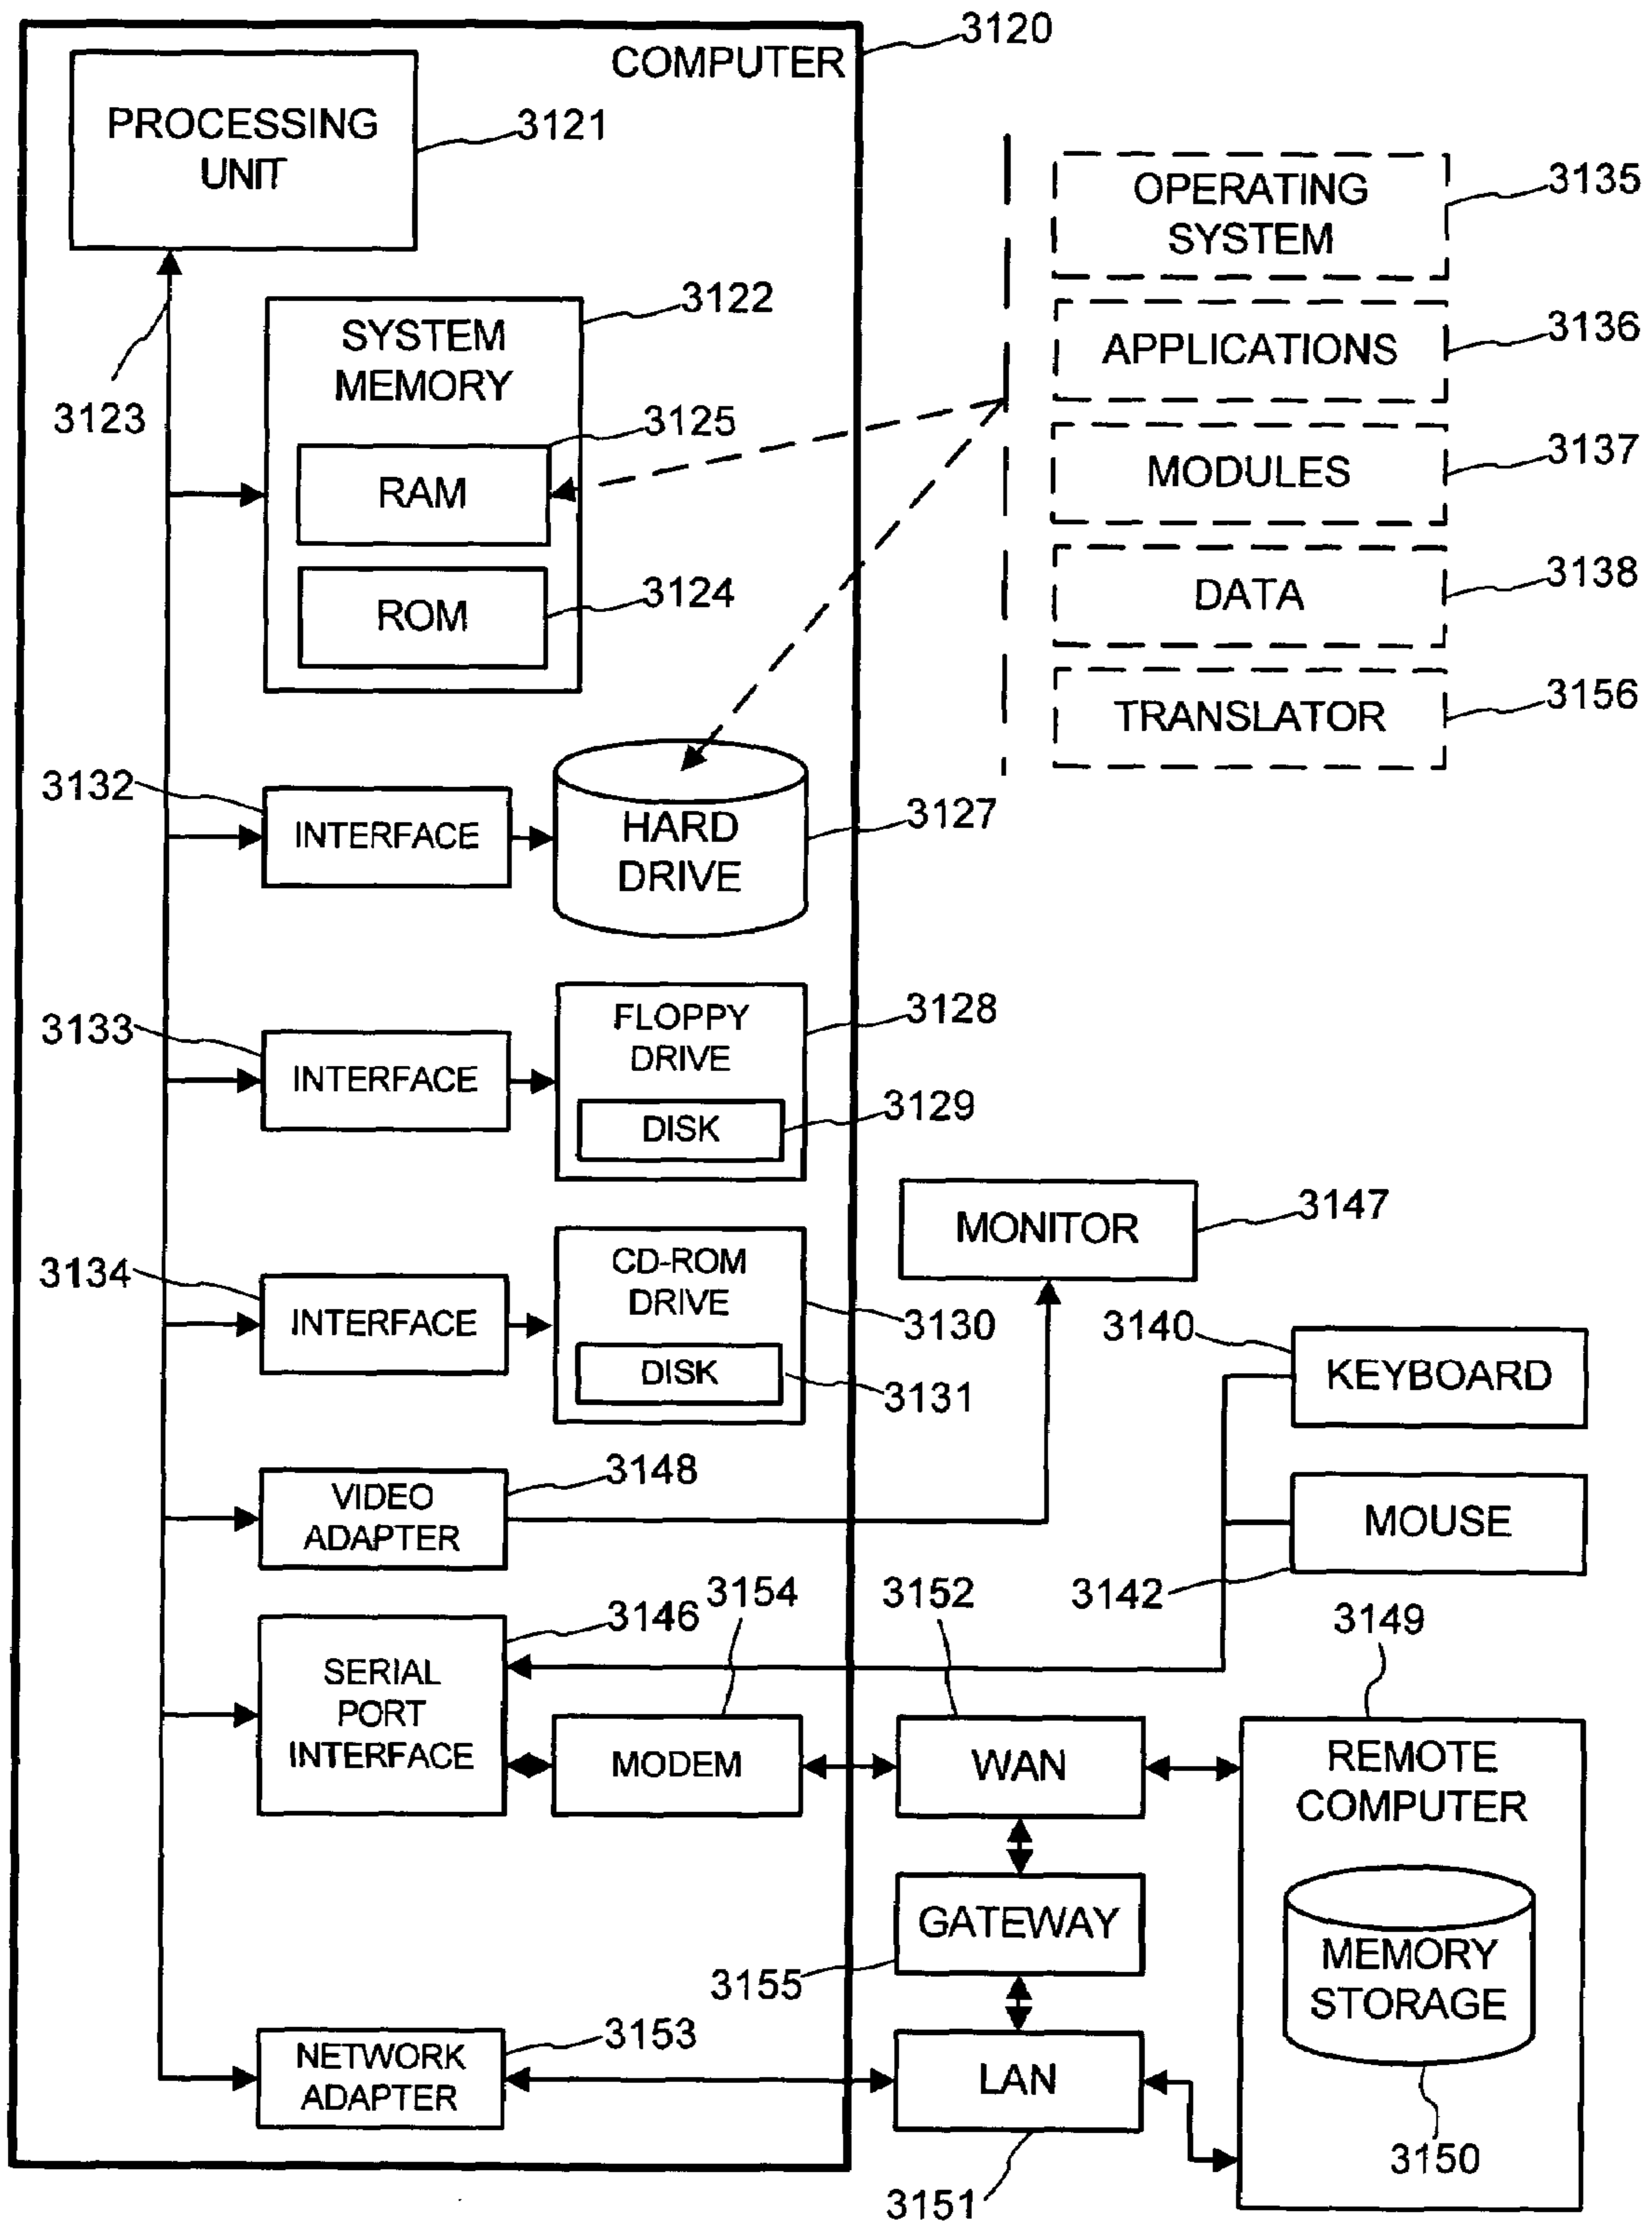 3120
COMPUTER
PROCESSING
UNIT
3121
3135
OPERATING
SYSTEM
3122
SYSTEM
MEMORY
3136
APPLICATIONS
3123
3125
RAM
3137
MODULES
3124
ROM
3138
DATA
3156
TRANSLATOR
3132
INTERFACE
HARD
DRIVE
3127
3133
INTERFACE
FLOPPY
DRIVE
3128
DISK
3129
MONITOR
3147
3134
INTERFACE
CD-ROM
DRIVE
3130
DISK
3131
3140
KEYBOARD
VIDEO
ADAPTER
3148
MOUSE
3142
3146
SERIAL
PORT
INTERFACE
3154
MODEM
3152
WAN
3149
REMOTE
COMPUTER
GATEWAY
3155
MEMORY
STORAGE
3150
3153
NETWORK
ADAPTER
LAN
3151